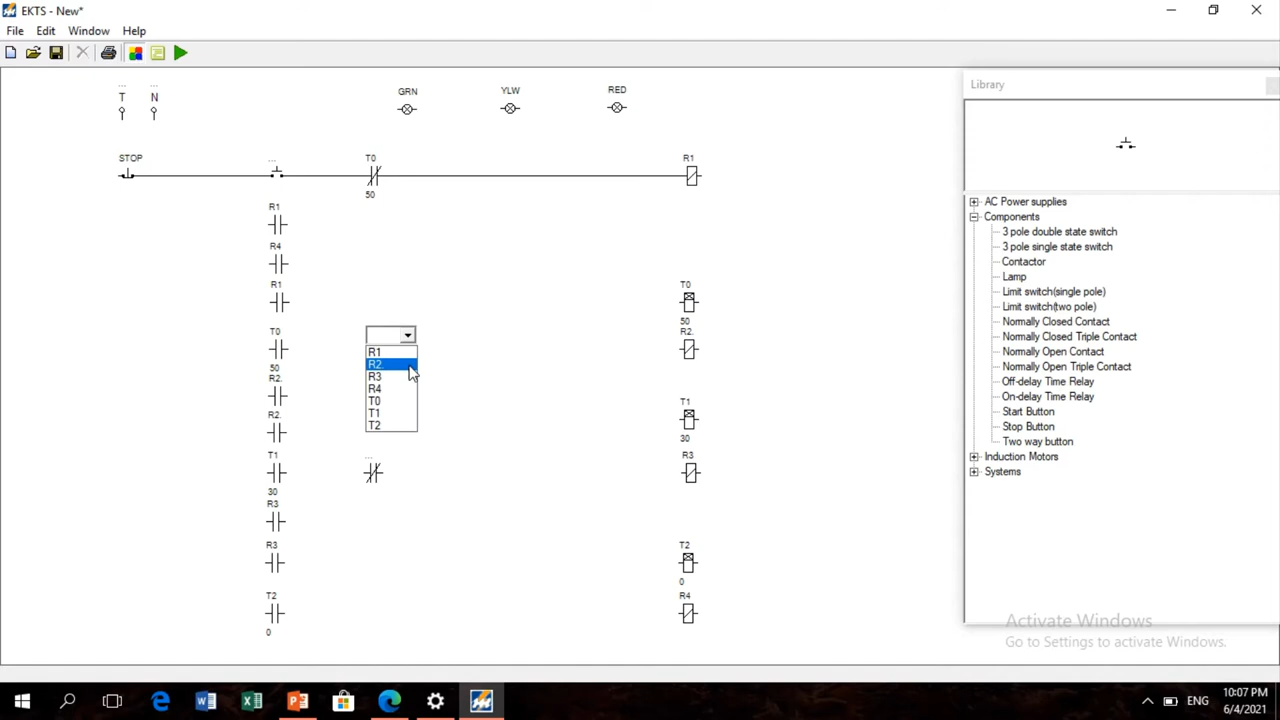 EKTS - New*
File Edit Window Help
... ...
T N
GRN YLW RED
Library
STOP ... T0 R1
50
R1
R4
R1 T0
50
T0 R2.
50
R1
R2.
R3
R4
T0
T1
T2
R2.
R2. T1
30
T1 ... R3
30
R3
R3 T2
0
T2 R4
0
AC Power supplies
Components
3 pole double state switch
3 pole single state switch
Contactor
Lamp
Limit switch(single pole)
Limit switch(two pole)
Normally Closed Contact
Normally Closed Triple Contact
Normally Open Contact
Normally Open Triple Contact
Off-delay Time Relay
On-delay Time Relay
Start Button
Stop Button
Two way button
Induction Motors
Systems
Activate Windows
Go to Settings to activate Windows.
ENG
10:07 PM
6/4/2021